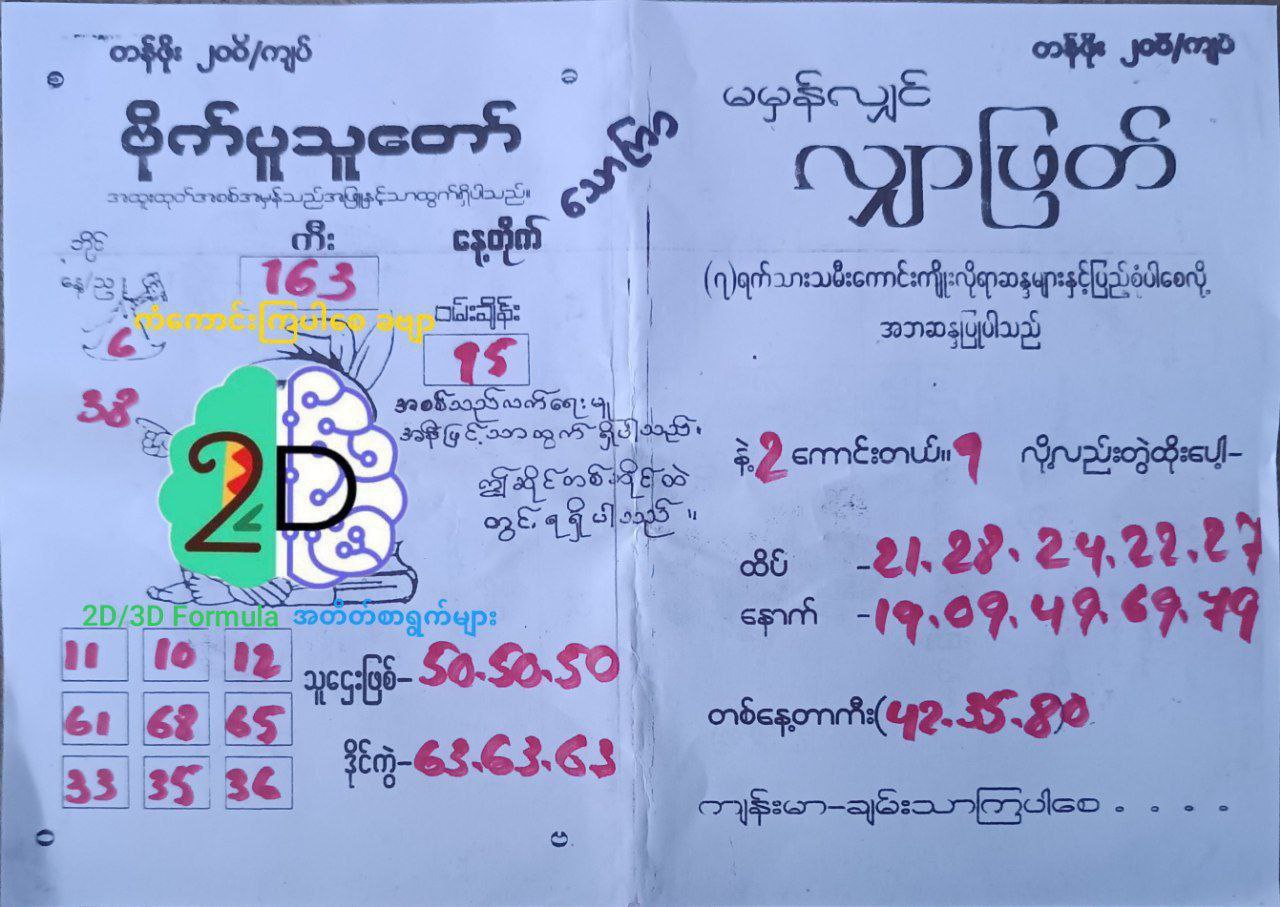 တန်ဖိုး ၂၀၀ိ/ကျပ်
ဗိုက်ပူသူတော်
အထူးထုတ်အစစ်အမှန်သည်အဖြူနှင့်သာထွက်ရှိပါသည်။
ဘိုင်
ကီး
နေ့တိုက်
နေ/ည
163
ကံကောင်းကြပါစေ ခဗျာ
ဝမ်းချိန်း
6
95
38
အစစ်သည်လက်ရေးမူ
အနီဖြင့်သာထွက်ရှိပါသည်။
ဤဆိုင်တစ်ဆိုင်ထဲ
တွင်ရရှိပါသည်။
2D
2D/3D Formula အတိတ်စာရွက်များ
11 10 12
61 68 65
33 35 36
သူဌေးဖြစ်-50.50.50
ဒိုင်ကွဲ-63.63.63
သောကြာ
တန်ဖိုး ၂၀၀ိ/ကျပ်
မမှန်လျှင်
လျှာဖြတ်
(၇)ရက်သားသမီးကောင်းကျိုးလိုရာဆန္ဒများနှင့်ပြည့်စုံပါစေလို့
အဘဆန္ဒပြုပါသည်
နဲ့ 2 ကောင်းတယ်။ 9 လို့လည်းတွဲထိုးပေါ့-
ထိပ် -21.28.24.22.27
နောက် -19.09.49.69.79
တစ်နေ့တာကီး(42.35.80
ကျန်းမာ-ချမ်းသာကြပါစေ . . . .